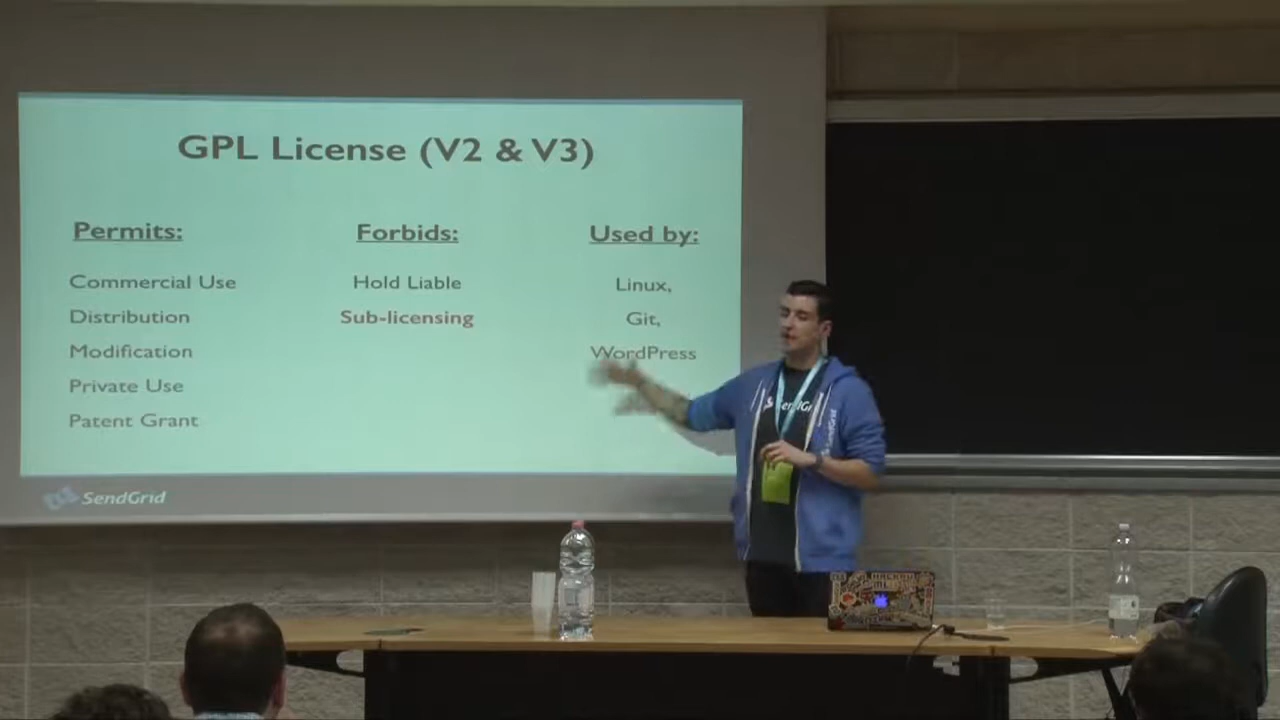 GPL License (V2 & V3)
Permits:
Commercial Use
Distribution
Modification
Private Use
Patent Grant
Forbids:
Hold Liable
Sub-licensing
Used by:
Linux,
Git,
WordPress
SendGrid
SendGrid